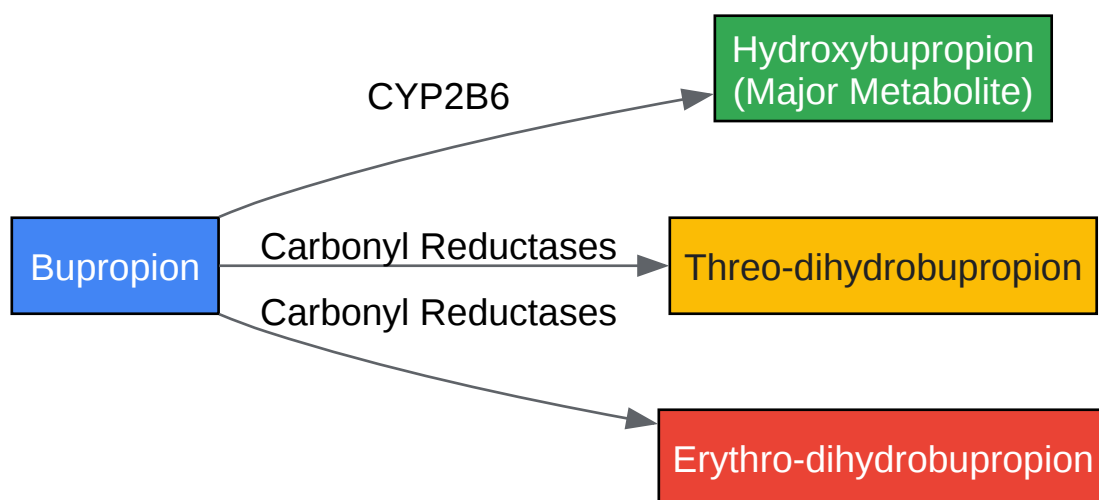 Hydroxybupropion
(Major Metabolite)
CYP2B6
Bupropion
Carbonyl Reductases
Threo-dihydrobupropion
Carbonyl Reductases
Erythro-dihydrobupropion